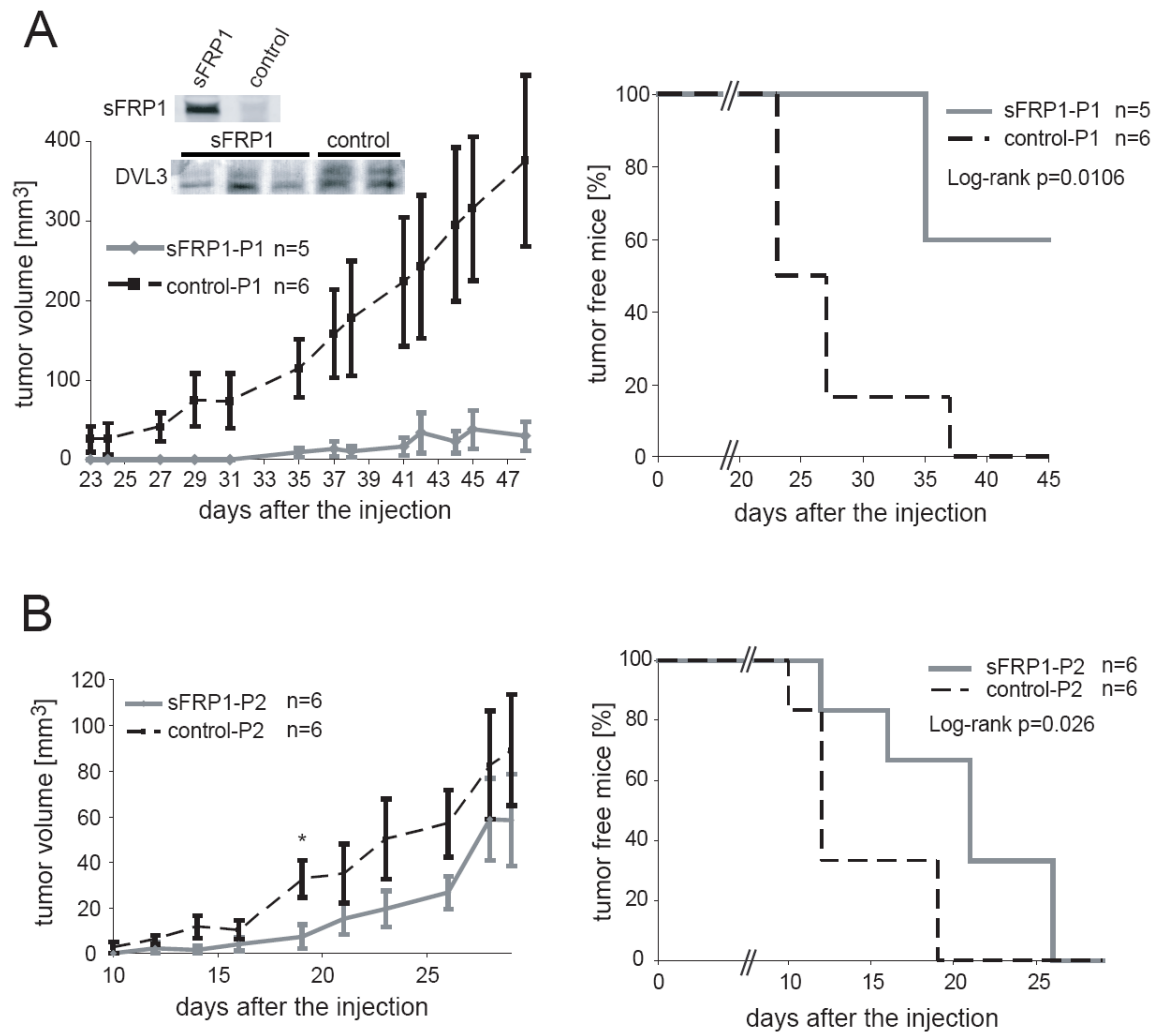 A
sFRP1
control
sFRP1
sFRP1 control
DVL3
tumor volume [mm³]
400
300
200
100
0
sFRP1-P1 n=5
control-P1 n=6
23 25 27 29 31 33 35 37 39 41 43 45 47
days after the injection
tumor free mice [%]
100
80
60
40
20
0
sFRP1-P1 n=5
control-P1 n=6
Log-rank p=0.0106
0 20 25 30 35 40 45
days after the injection
B
tumor volume [mm³]
120
100
80
60
40
20
0
sFRP1-P2 n=6
control-P2 n=6
*
10 15 20 25
days after the injection
tumor free mice [%]
100
80
60
40
20
0
sFRP1-P2 n=6
control-P2 n=6
Log-rank p=0.026
0 10 15 20 25
days after the injection